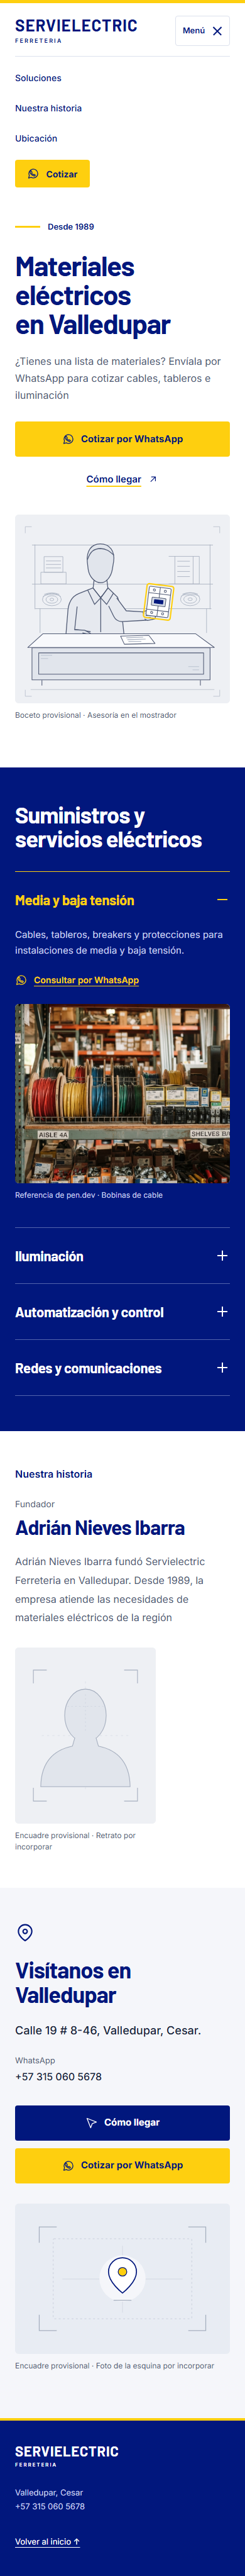 SERVIELECTRIC
FERRETERIA
Menú
Soluciones
Nuestra historia
Ubicación
Cotizar
Desde 1989
Materiales
eléctricos
en Valledupar
¿Tienes una lista de materiales? Envíala por
WhatsApp para cotizar cables, tableros e
iluminación
Cotizar por WhatsApp
Cómo llegar
Boceto provisional · Asesoría en el mostrador
Suministros y
servicios eléctricos
Media y baja tensión
Cables, tableros, breakers y protecciones para
instalaciones de media y baja tensión.
Consultar por WhatsApp
AISLE 4A
SHELVES B/
Referencia de pen.dev · Bobinas de cable
Iluminación
Automatización y control
Redes y comunicaciones
Nuestra historia
Fundador
Adrián Nieves Ibarra
Adrián Nieves Ibarra fundó Servielectric
Ferreteria en Valledupar. Desde 1989, la
empresa atiende las necesidades de
materiales eléctricos de la región
Encuadre provisional · Retrato por
incorporar
Visítanos en
Valledupar
Calle 19 # 8-46, Valledupar, Cesar.
WhatsApp
+57 315 060 5678
Cómo llegar
Cotizar por WhatsApp
Encuadre provisional · Foto de la esquina por incorporar
SERVIELECTRIC
FERRETERIA
Valledupar, Cesar
+57 315 060 5678
Volver al inicio ↑